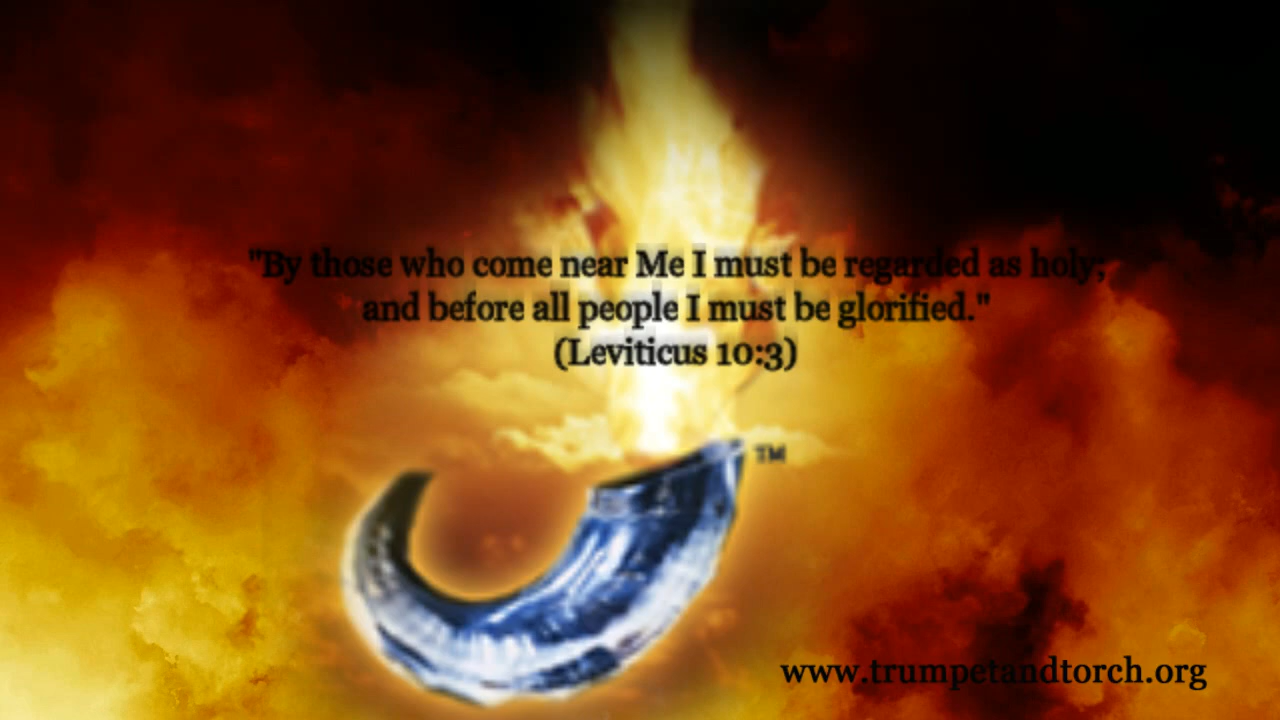 "By those who come near Me I must be regarded as holy;
and before all people I must be glorified."
(Leviticus 10:3)
TM
www.trumpetandtorch.org